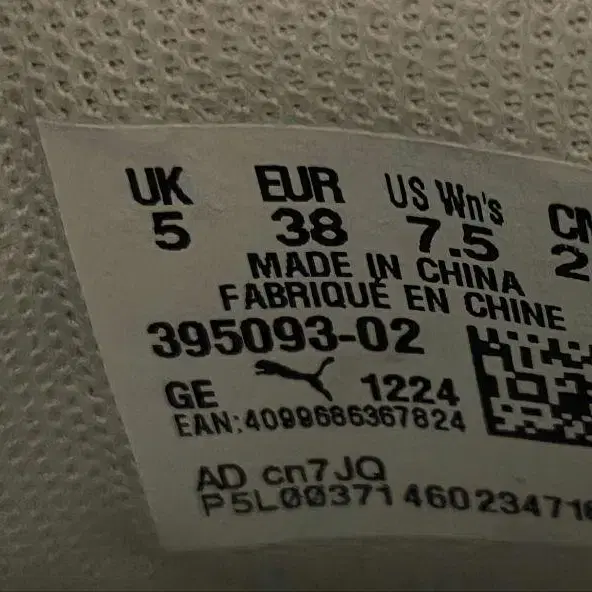 UK EUR US Wn's
5 38 7.5
MADE IN CHINA
FABRIQUÉ EN CHINE
395093-02
GE 1224
EAN:4099686367824
AD cn7JQ